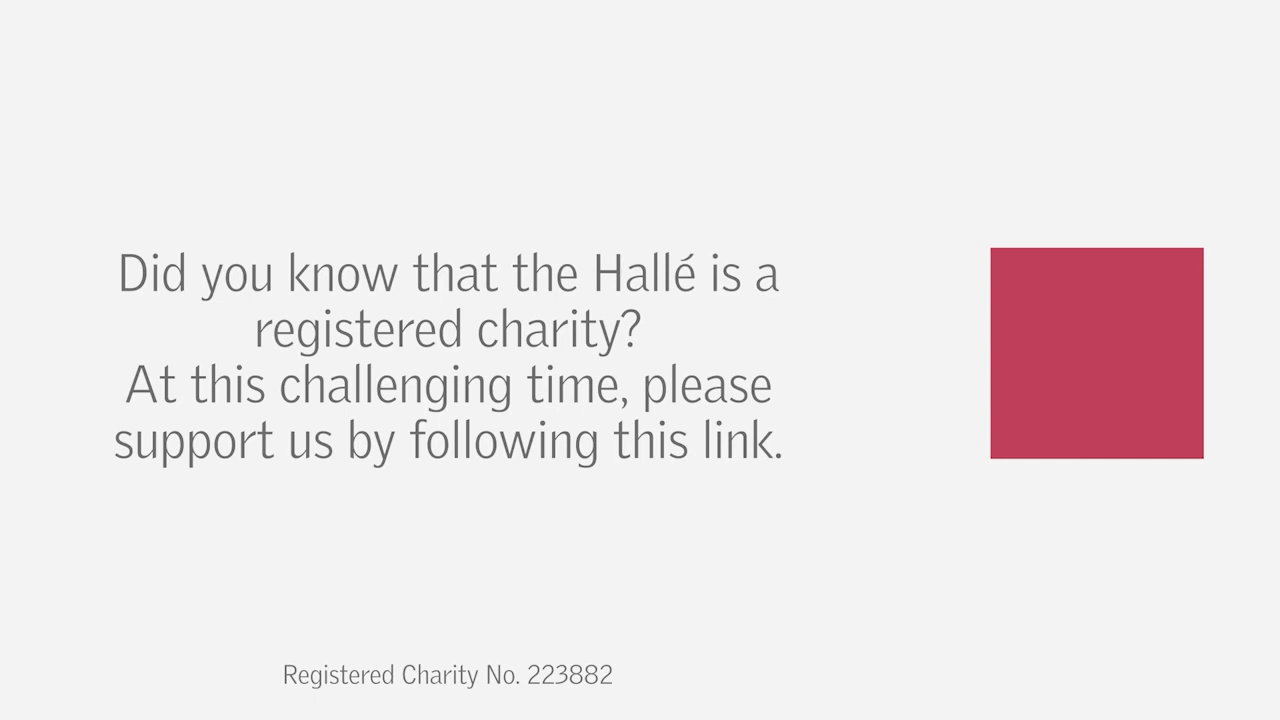 Did you know that the Hallé is a
registered charity?
At this challenging time, please
support us by following this link.
Registered Charity No. 223882